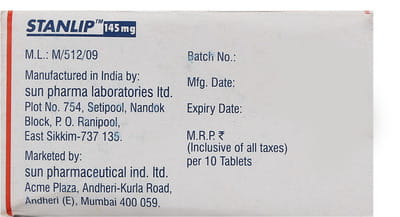 STANLIP™ 145mg
M.L.: M/512/09
Manufactured in India by:
sun pharma laboratories ltd.
Plot No. 754, Setipool, Nandok
Block, P. O. Ranipool,
East Sikkim-737 135.
Marketed by:
sun pharmaceutical ind. ltd.
Acme Plaza, Andheri-Kurla Road,
Andheri (E), Mumbai 400 059.
Batch No.:
Mfg. Date:
Expiry Date:
M.R.P. ₹
(Inclusive of all taxes)
per 10 Tablets